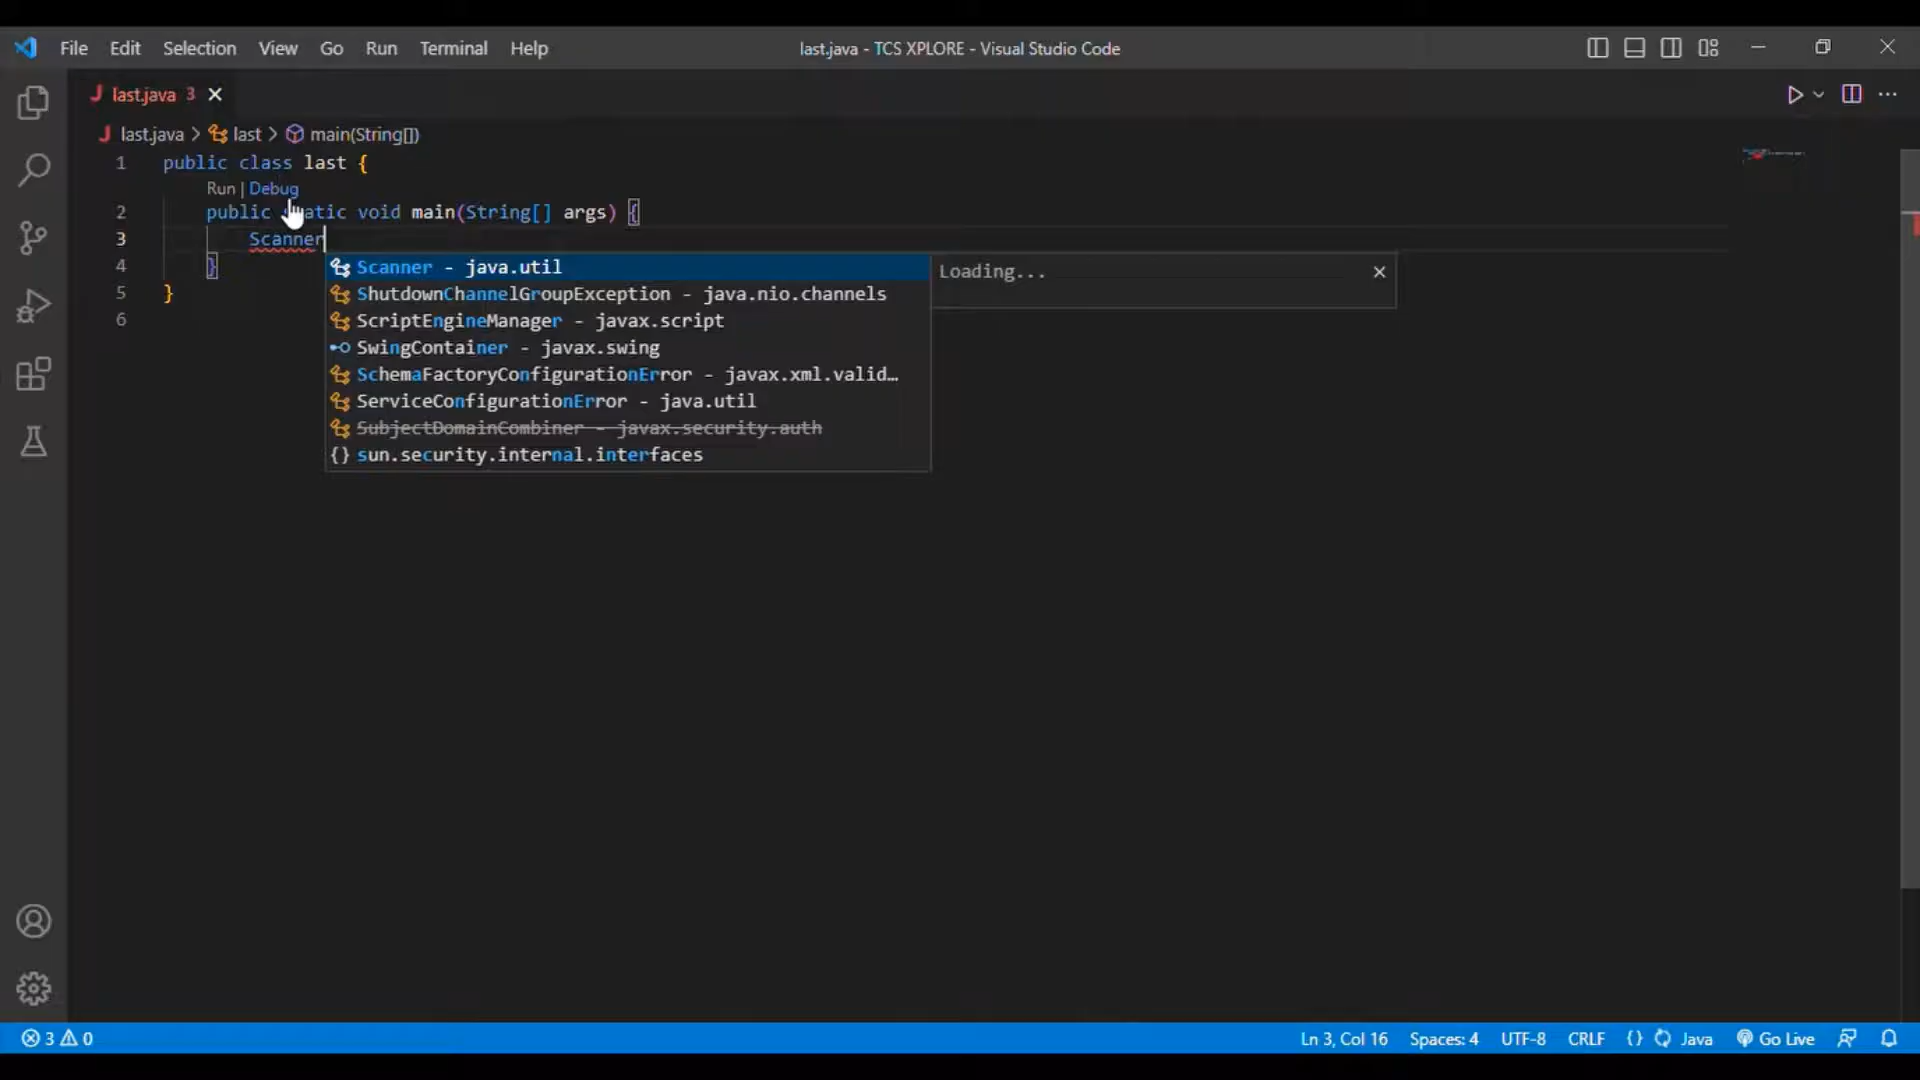 File Edit Selection View Go Run Terminal Help last.java - TCS XPLORE - Visual Studio Code
last.java 3
last.java > last > main(String[])
1 public class last {
Run | Debug
2 public static void main(String[] args) {
3 Scanner
4 }
5 }
6
Scanner - java.util
ShutdownChannelGroupException - java.nio.channels
ScriptEngineManager - javax.script
SwingContainer - javax.swing
SchemaFactoryConfigurationError - javax.xml.valid…
ServiceConfigurationError - java.util
SubjectDomainCombiner - javax.security.auth
{} sun.security.internal.interfaces
Loading...
3 0 Ln 3, Col 16 Spaces: 4 UTF-8 CRLF {} Java Go Live